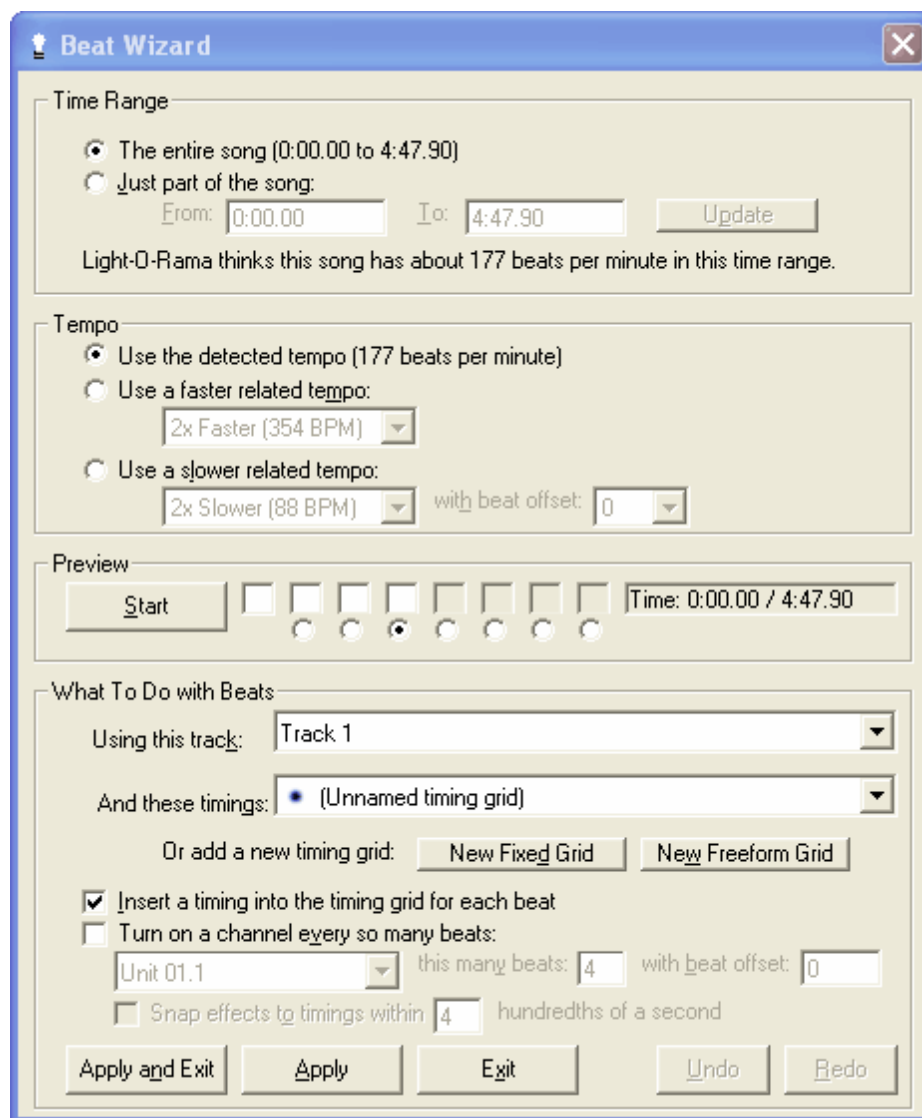 Beat Wizard
Time Range
The entire song (0:00.00 to 4:47.90)
Just part of the song:
From: 0:00.00 To: 4:47.90 Update
Light-O-Rama thinks this song has about 177 beats per minute in this time range.
Tempo
Use the detected tempo (177 beats per minute)
Use a faster related tempo:
2x Faster (354 BPM)
Use a slower related tempo:
2x Slower (88 BPM) with beat offset: 0
Preview
Start Time: 0:00.00 / 4:47.90
What To Do with Beats
Using this track: Track 1
And these timings: (Unnamed timing grid)
Or add a new timing grid: New Fixed Grid New Freeform Grid
Insert a timing into the timing grid for each beat
Turn on a channel every so many beats:
Unit 01.1 this many beats: 4 with beat offset: 0
Snap effects to timings within 4 hundredths of a second
Apply and Exit Apply Exit Undo Redo